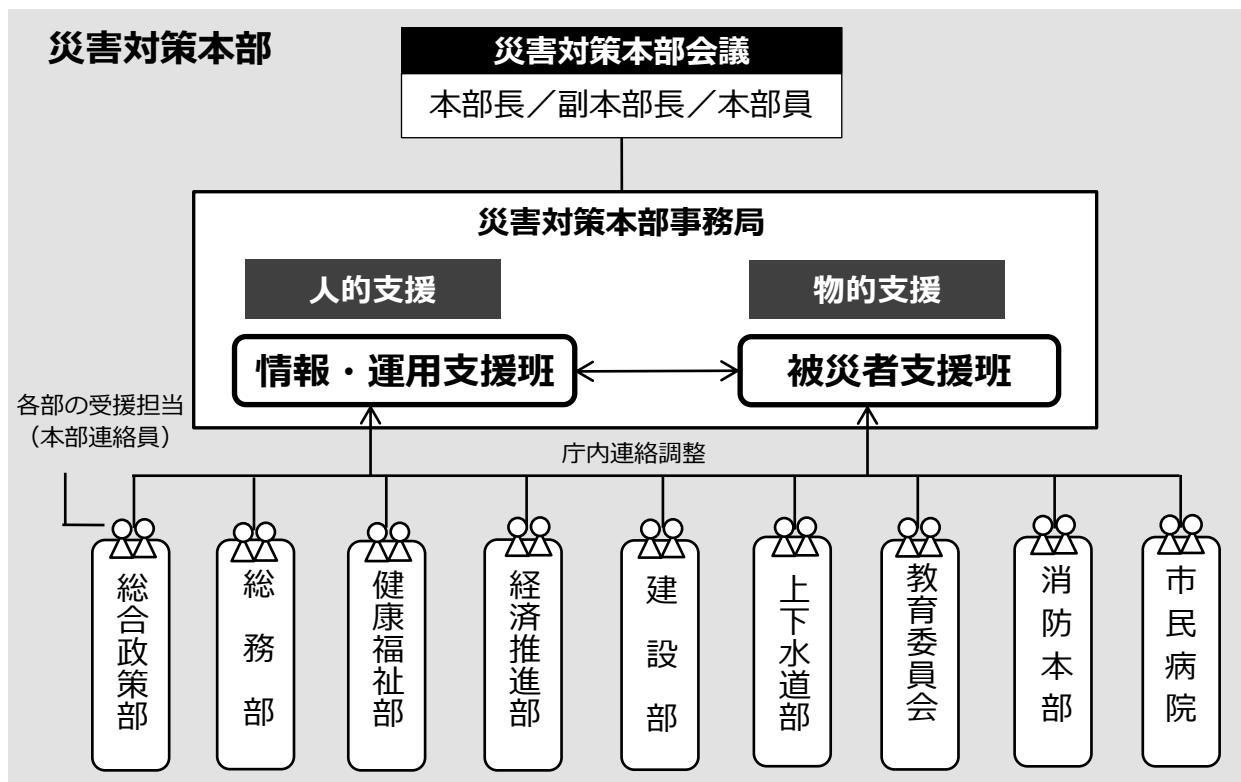 災害対策本部
災害対策本部会議
本部長／副本部長／本部員
災害対策本部事務局
人的支援
物的支援
情報・運用支援班
被災者支援班
各部の受援担当
（本部連絡員）
庁内連絡調整
総合政策部
総務部
健康福祉部
経済推進部
建設部
上下水道部
教育委員会
消防本部
市民病院